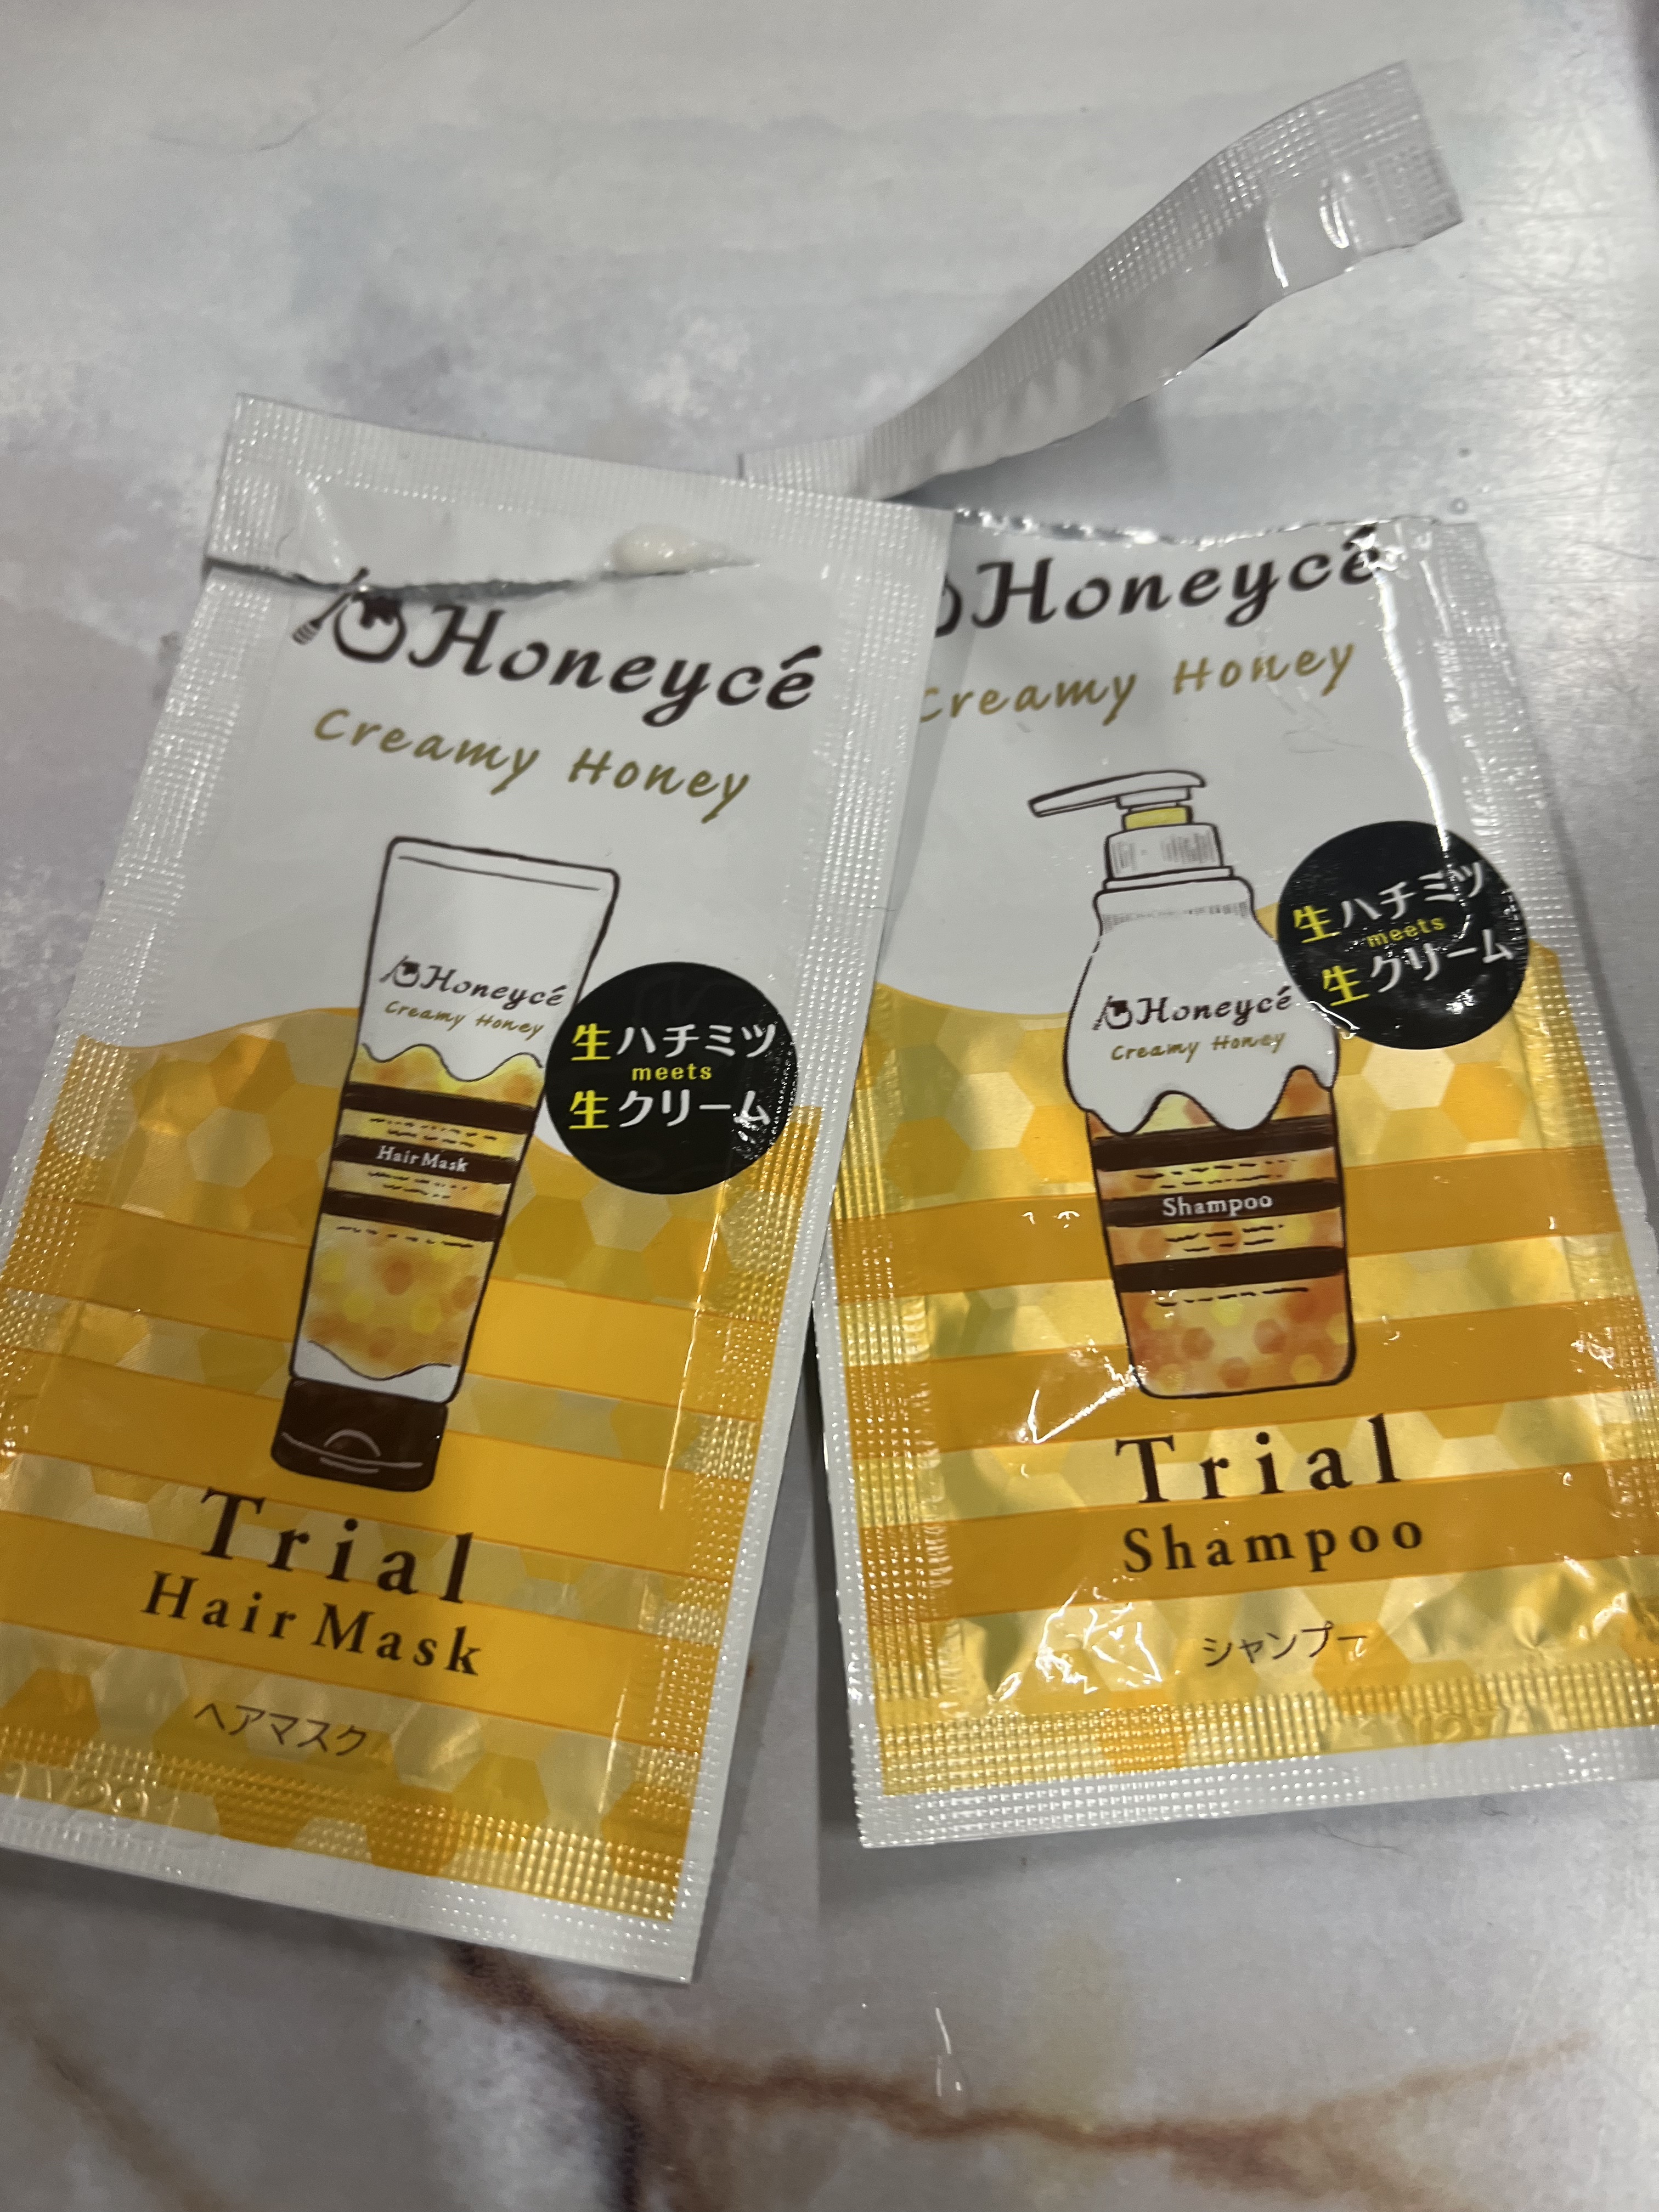 Honeycé
Creamy Honey
Honeycé
Creamy Honey
生ハチミツ
meets
生クリーム
Hair Mask
Trial
Hair Mask
ヘアマスク
Honeycé
Creamy Honey
Honeycé
Creamy Honey
生ハチミツ
meets
生クリーム
Shampoo
Trial
Shampoo
シャンプー